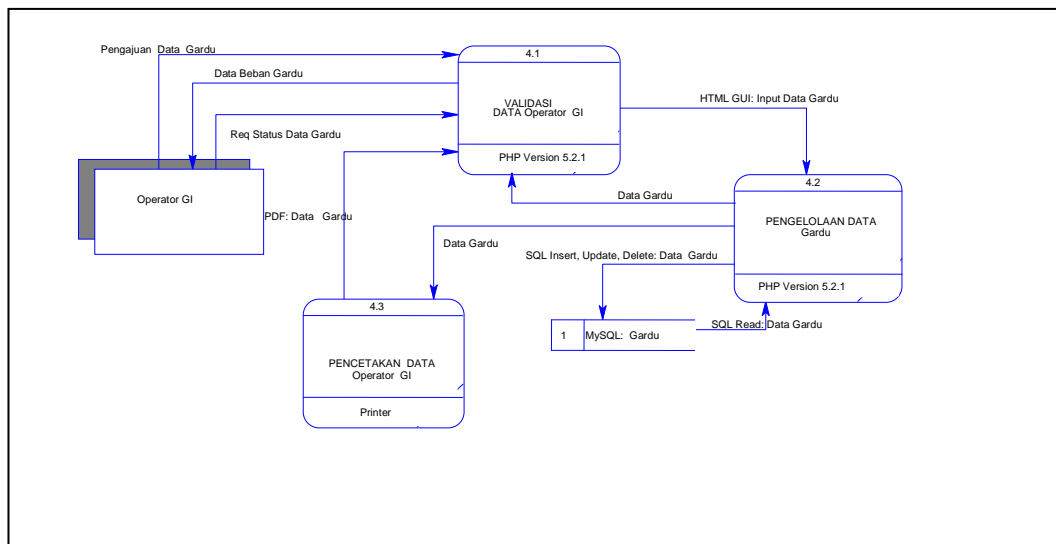 Pengajuan Data Gardu
4.1
Data Beban Gardu
VALIDASI
DATA Operator GI
HTML GUI: Input Data Gardu
Req Status Data Gardu
PHP Version 5.2.1
4.2
Operator GI
Data Gardu
PDF: Data Gardu
PENGELOLAAN DATA
Gardu
Data Gardu
SQL Insert, Update, Delete: Data Gardu
PHP Version 5.2.1
4.3
1
MySQL: Gardu
SQL Read: Data Gardu
PENCETAKAN DATA
Operator GI
Printer